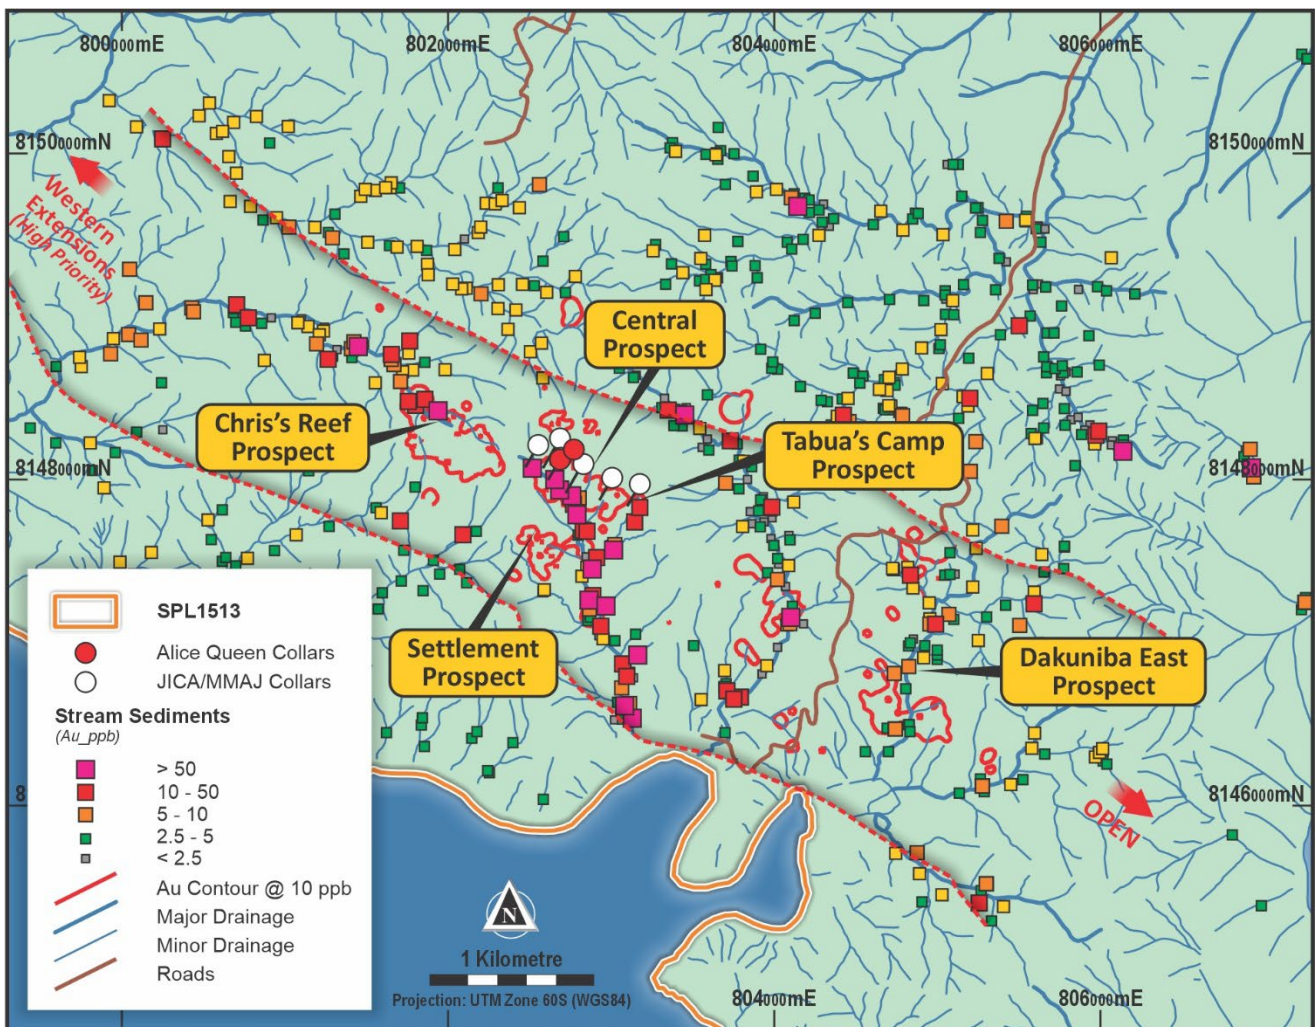 800000mE
802000mE
804000mE
806000mE
8150000mN
8150000mN
Western
Extensions
(High Priority)
Central
Prospect
Chris's Reef
Prospect
Tabua's Camp
Prospect
8148000mN
8148000mN
Settlement
Prospect
Dakuniba East
Prospect
SPL1513
Alice Queen Collars
JICA/MMAJ Collars
Stream Sediments
(Au_ppb)
> 50
10 - 50
5 - 10
2.5 - 5
< 2.5
Au Contour @ 10 ppb
Major Drainage
Minor Drainage
Roads
8
8146000mN
OPEN
N
1 Kilometre
Projection: UTM Zone 60S (WGS84)
804000mE
806000mE